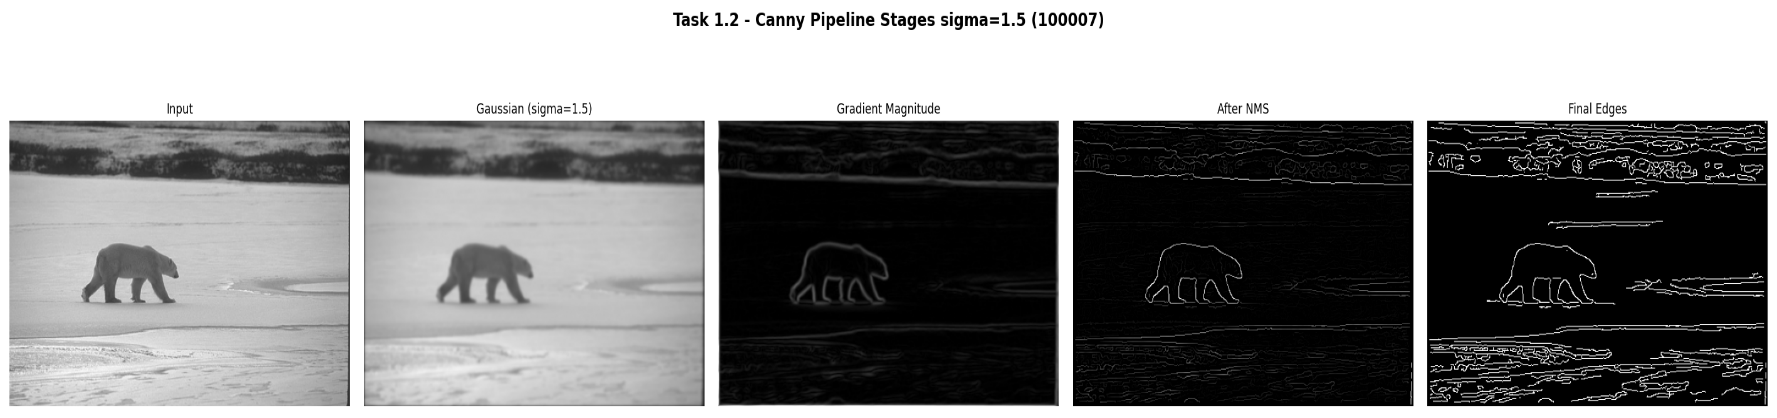 Task 1.2 - Canny Pipeline Stages sigma=1.5 (100007)
Input
Gaussian (sigma=1.5)
Gradient Magnitude
After NMS
Final Edges